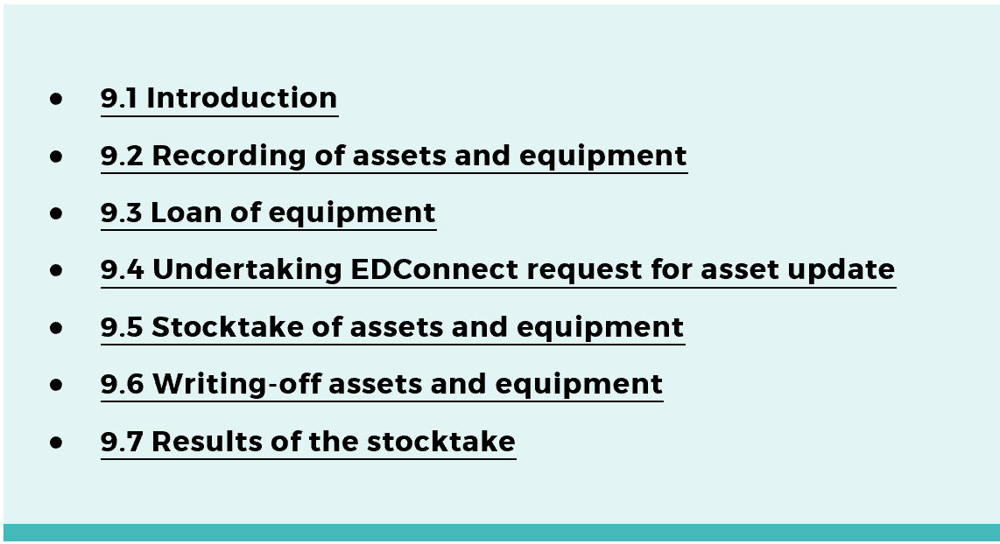 • 9.1 Introduction
• 9.2 Recording of assets and equipment
• 9.3 Loan of equipment
• 9.4 Undertaking EDConnect request for asset update
• 9.5 Stocktake of assets and equipment
• 9.6 Writing-off assets and equipment
• 9.7 Results of the stocktake